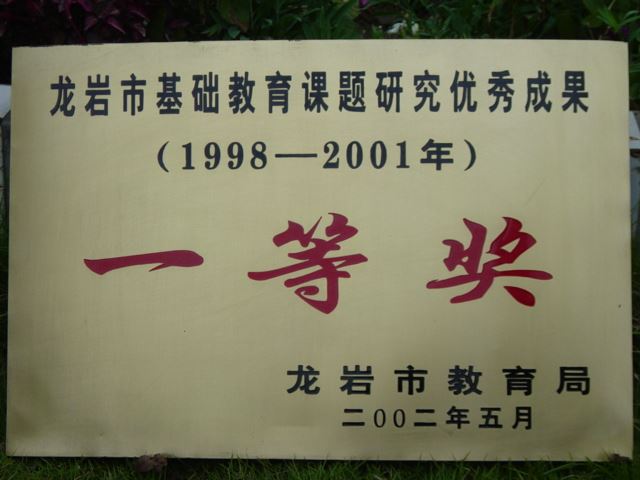 龙岩市基础教育课题研究优秀成果
（1998—2001年）
一等奖
龙岩市教育局
二00二年五月